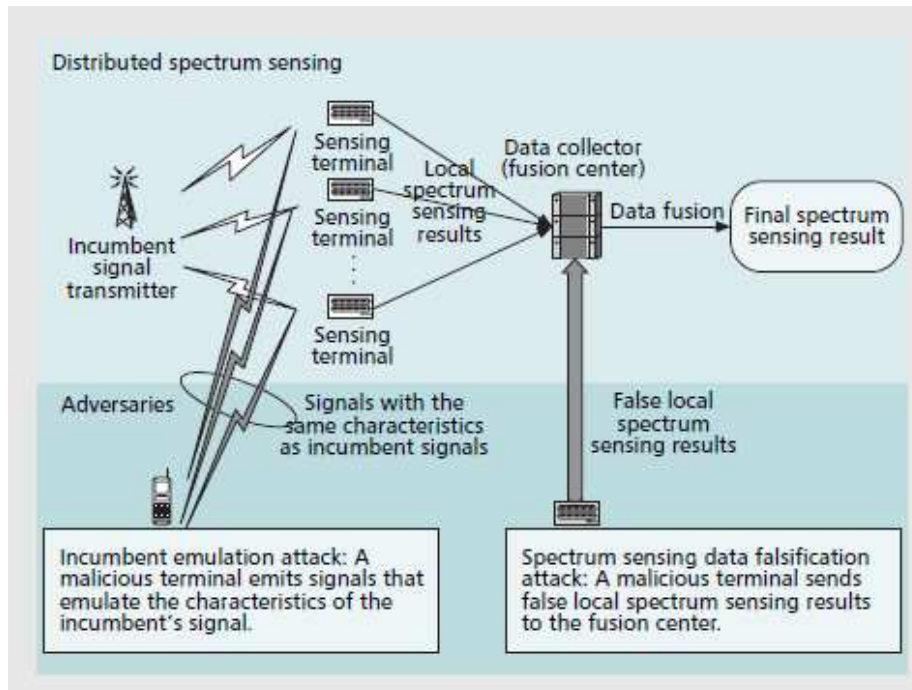 Distributed spectrum sensing
Sensing
terminal
Sensing
terminal
Sensing
terminal
Incumbent
signal
transmitter
Local
spectrum
sensing
results
Data collector
(fusion center)
Data fusion
Final spectrum
sensing result
Adversaries
Signals with the
same characteristics
as incumbent signals
False local
spectrum
sensing results
Incumbent emulation attack: A
malicious terminal emits signals that
emulate the characteristics of the
incumbent's signal.
Spectrum sensing data falsification
attack: A malicious terminal sends
false local spectrum sensing results
to the fusion center.